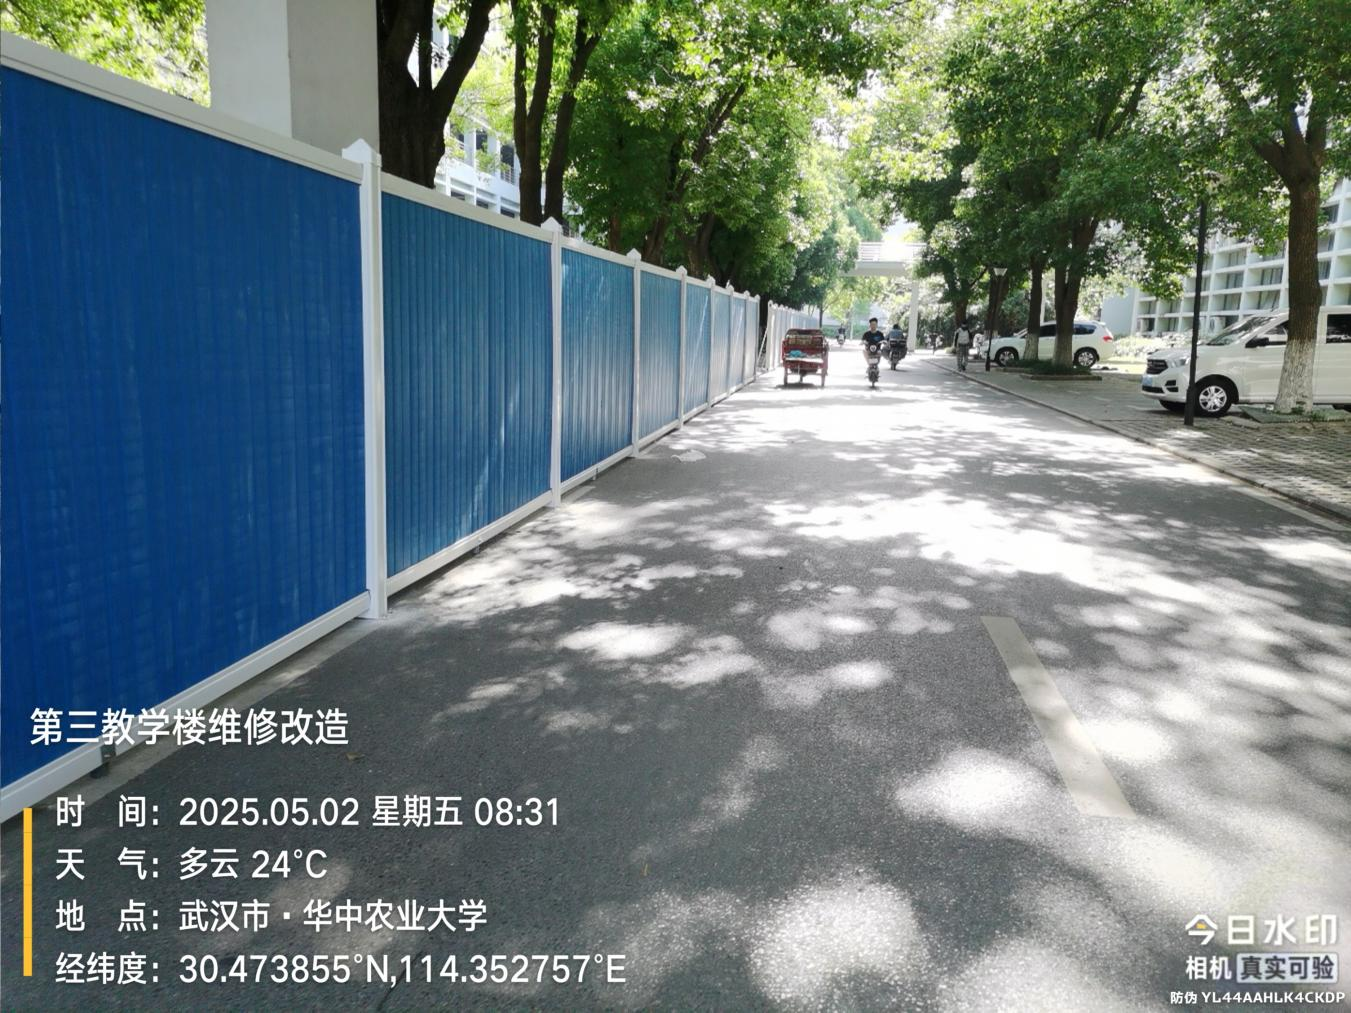 第三教学楼维修改造
时 间：2025.05.02 星期五 08:31
天 气：多云 24°C
地 点：武汉市·华中农业大学
经纬度：30.473855°N,114.352757°E
今日水印
相机 真实可验
防伪 YL44AAHLK4CKDP